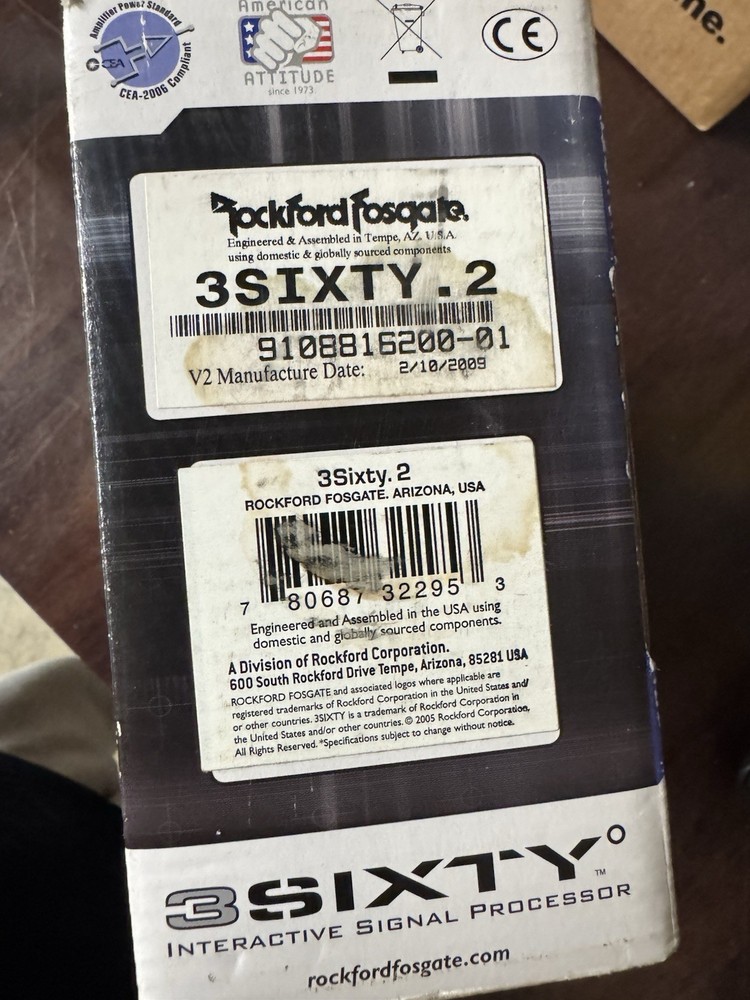 Amplifier Power Standard
CEA
CEA-2006 Compliant
American
ATTITUDE
since 1973
CE
ne.
Rockford Fosgate.
Engineered & Assembled in Tempe, AZ. U.S.A.
using domestic & globally sourced components
3SIXTY.2
9108816200-01
V2 Manufacture Date: 2/10/2009
3Sixty.2
ROCKFORD FOSGATE. ARIZONA, USA
7 80687 32295 3
Engineered and Assembled in the USA using
domestic and globally sourced components.
A Division of Rockford Corporation.
600 South Rockford Drive Tempe, Arizona, 85281 USA
ROCKFORD FOSGATE and associated logos where applicable are
registered trademarks of Rockford Corporation in the United States and/
or other countries. 3SIXTY is a trademark of Rockford Corporation in
the United States and/or other countries. © 2005 Rockford Corporation,
All Rights Reserved. *Specifications subject to change without notice.
3SIXTY°
TM
INTERACTIVE SIGNAL PROCESSOR
rockfordfosgate.com